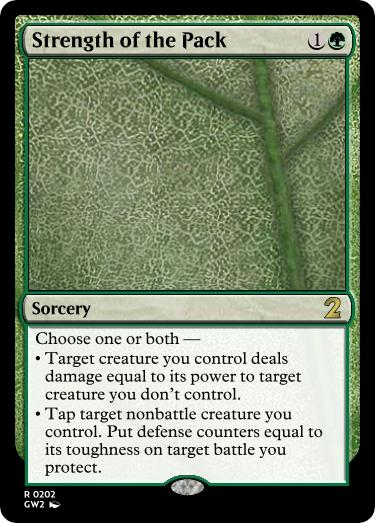 Strength of the Pack 1
Sorcery 2
Choose one or both —
• Target creature you control deals
damage equal to its power to target
creature you don't control.
• Tap target nonbattle creature you
control. Put defense counters equal to
its toughness on target battle you
protect.
R 0202
GW2